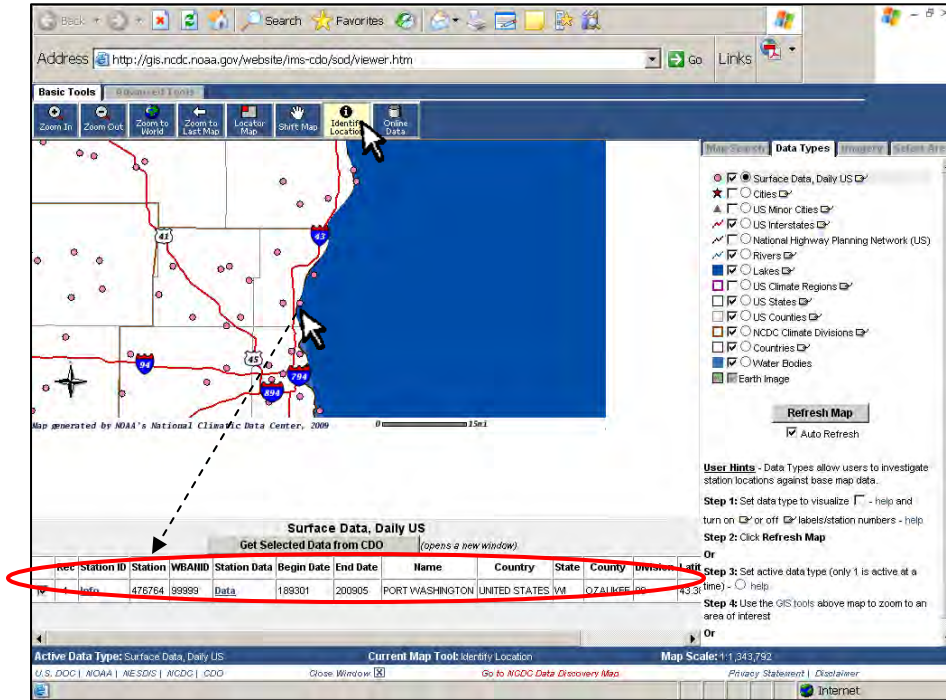 Back Search Favorites
Address http://gis.ncdc.noaa.gov/website/ims-cdo/sod/viewer.htm Go Links
Basic Tools Advanced Tools
Zoom In Zoom Out Zoom to World Zoom to Last Map Locator Map Shift Map Identify Location Online Data
Map Search Data Types Imagery Select Are
Surface Data, Daily US
Cities
US Minor Cities
US Interstates
National Highway Planning Network (US)
Rivers
Lakes
US Climate Regions
US States
US Counties
NCDC Climate Divisions
Countries
Water Bodies
Earth Image
Refresh Map
Auto Refresh
41
43
94
45
794
894
Map generated by NOAA's National Climatic Data Center, 2009 0 15mi
User Hints - Data Types allow users to investigate
station locations against base map data.
Step 1: Set data type to visualize - help and
turn on or off labels/station numbers - help
Step 2: Click Refresh Map
Or
Step 3: Set active data type (only 1 is active at a
time) - help
Step 4: Use the GIS tools above map to zoom to an
area of interest
Or
Surface Data, Daily US
Get Selected Data from CDO (opens a new window)
Rec Station ID Station WBANID Station Data Begin Date End Date Name Country State County Division Latit
1 Info 476764 99999 Data 189301 200905 PORT WASHINGTON UNITED STATES WI OZAUKEE
Active Data Type: Surface Data, Daily US Current Map Tool: Identify Location Map Scale: 1:1,343,792
U.S. DOC | NOAA | NESDIS | NCDC | CDO Close Window [X] Go to NCDC Data Discovery Map Privacy Statement | Disclaimer
Internet